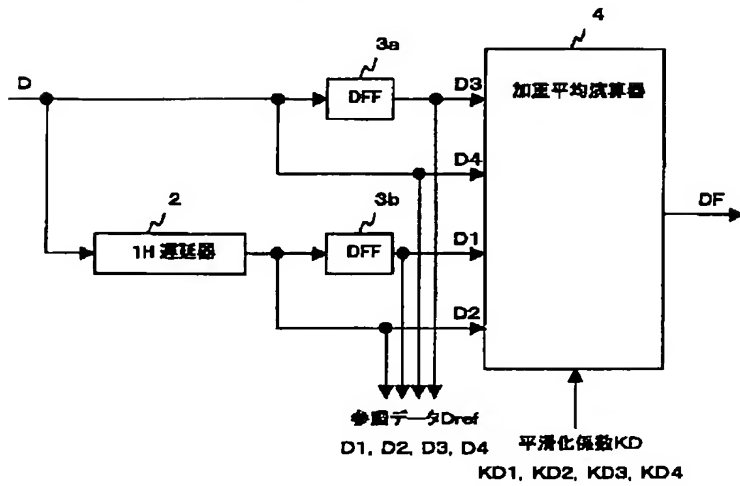 3a
4
D
DFF
D3
加重平均演算器
D4
2
3b
DF
1H 遅延器
DFF
D1
D2
参照データDref
D1, D2, D3, D4
平滑化係数KD
KD1, KD2, KD3, KD4